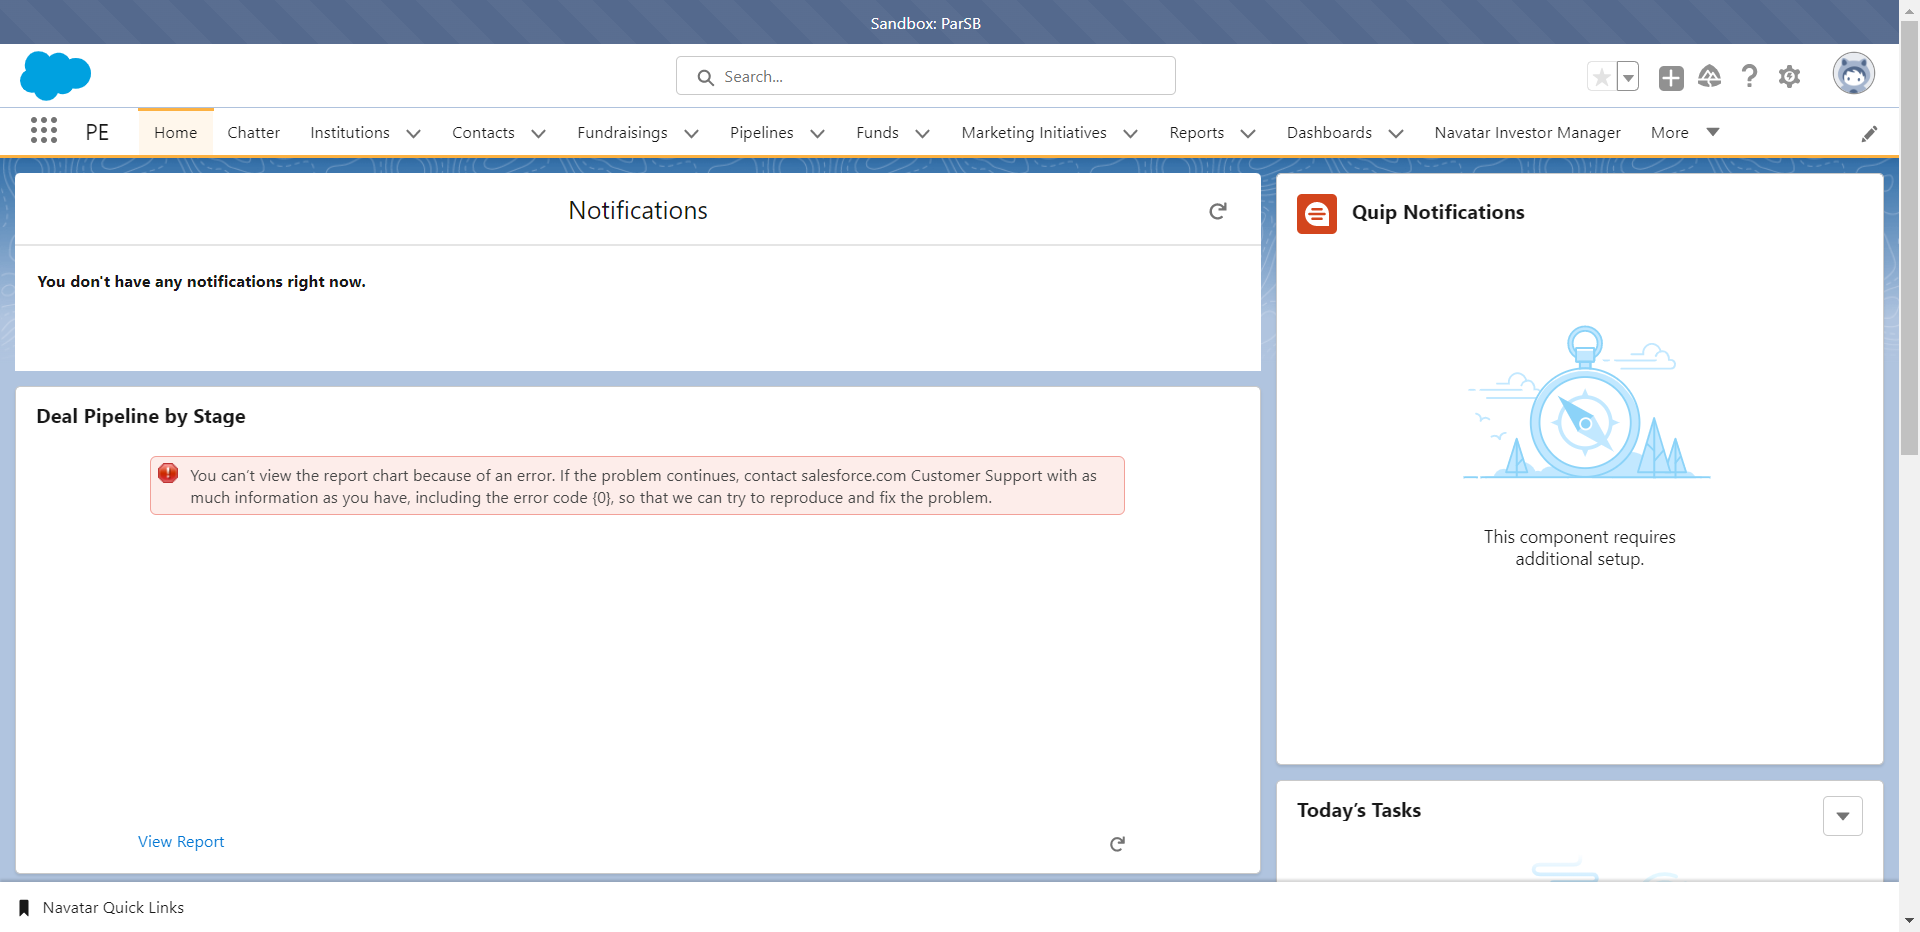 Sandbox: ParSB
Search...
PE
Home
Chatter
Institutions
Contacts
Fundraisings
Pipelines
Funds
Marketing Initiatives
Reports
Dashboards
Navatar Investor Manager
More
Notifications
You don't have any notifications right now.
Quip Notifications
This component requires
additional setup.
Deal Pipeline by Stage
You can’t view the report chart because of an error. If the problem continues, contact salesforce.com Customer Support with as
much information as you have, including the error code {0}, so that we can try to reproduce and fix the problem.
View Report
Today’s Tasks
Navatar Quick Links